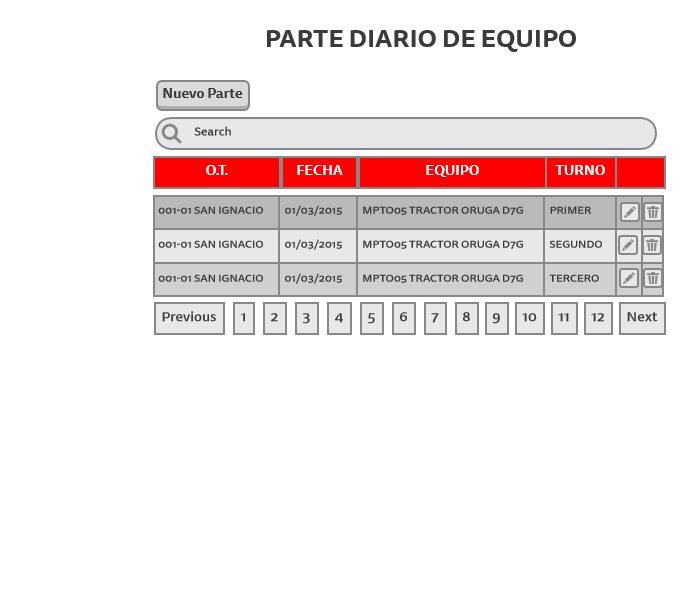 PARTE DIARIO DE EQUIPO
Nuevo Parte
Search
O.T. FECHA EQUIPO TURNO
001-01 SAN IGNACIO 01/03/2015 MPT005 TRACTOR ORUGA D7G PRIMER
001-01 SAN IGNACIO 01/03/2015 MPT005 TRACTOR ORUGA D7G SEGUNDO
001-01 SAN IGNACIO 01/03/2015 MPT005 TRACTOR ORUGA D7G TERCERO
Previous 1 2 3 4 5 6 7 8 9 10 11 12 Next